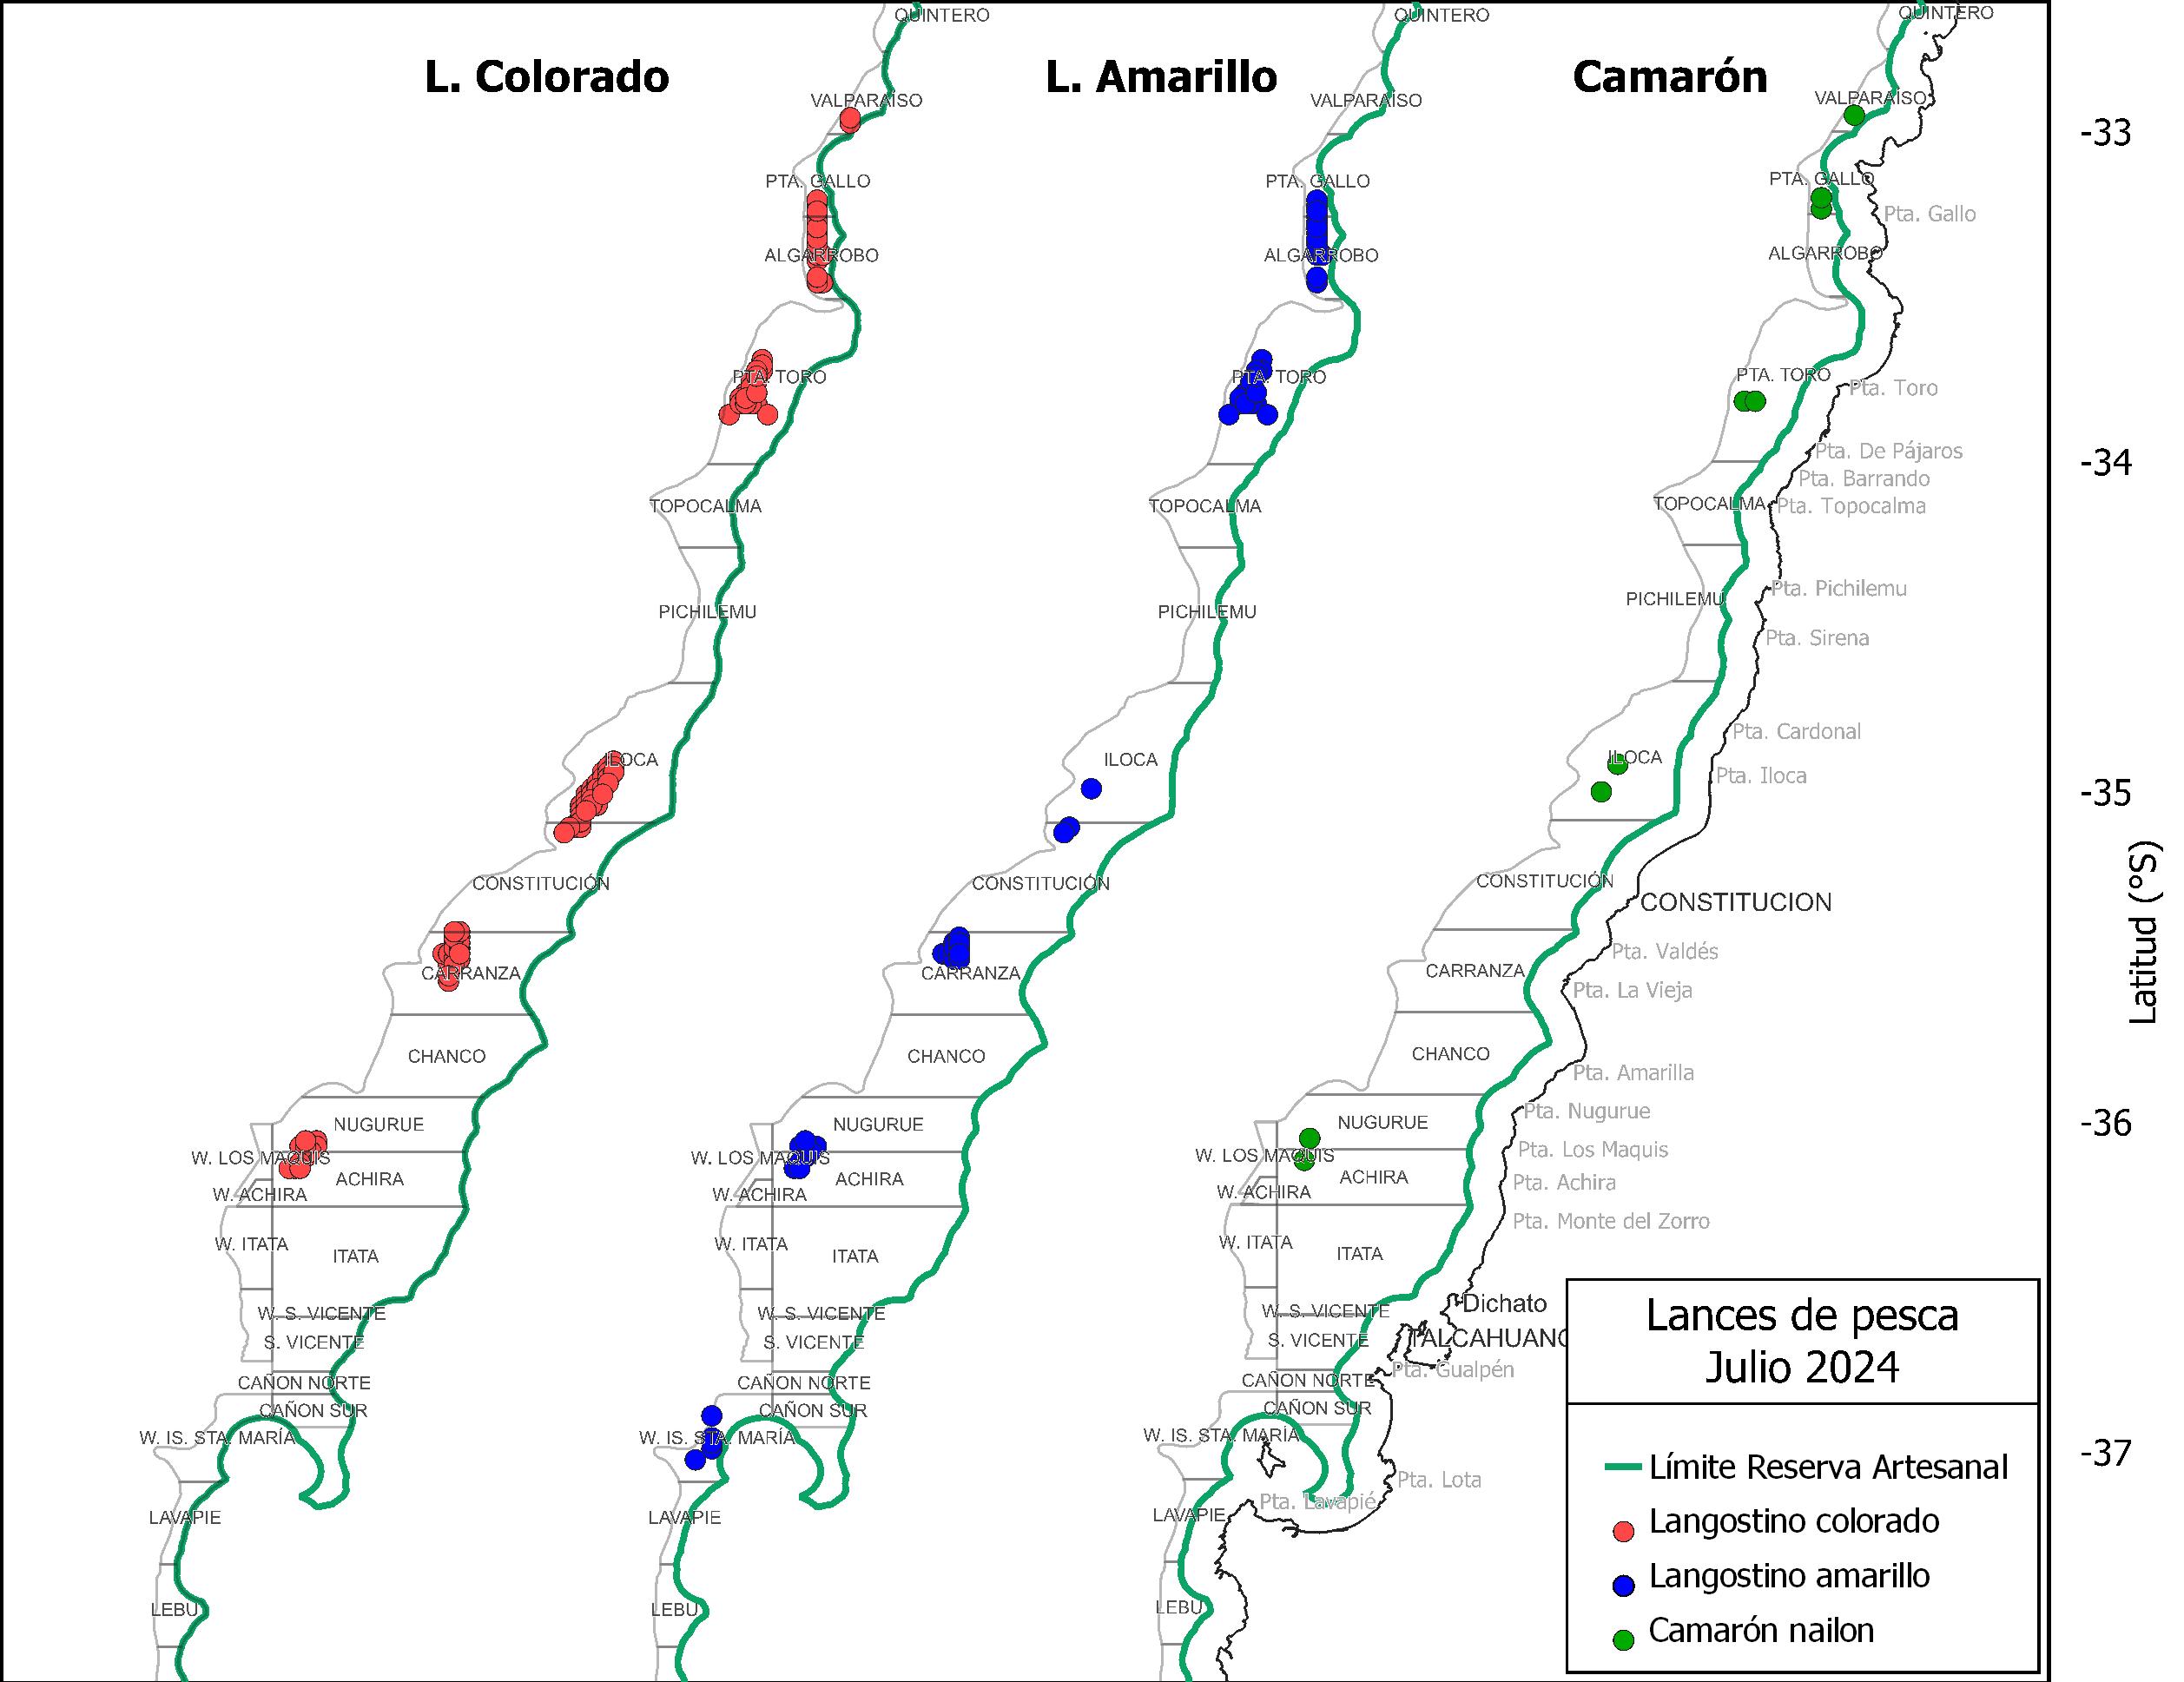 L. Colorado
L. Amarillo
Camarón
QUINTERO
VALPARAÍSO
PTA. GALLO
ALGARROBO
PTA. TORO
TOPOCALMA
PICHILEMU
ILOCA
CONSTITUCIÓN
CARRANZA
CHANCO
NUGURUE
W. LOS MAQUIS
ACHIRA
W. ACHIRA
W. ITATA
ITATA
W. S. VICENTE
S. VICENTE
CAÑON NORTE
CAÑON SUR
W. IS. STA. MARÍA
LAVAPIE
LEBU
QUINTERO
VALPARAÍSO
PTA. GALLO
ALGARROBO
PTA. TORO
TOPOCALMA
PICHILEMU
ILOCA
CONSTITUCIÓN
CARRANZA
CHANCO
NUGURUE
W. LOS MAQUIS
ACHIRA
W. ACHIRA
W. ITATA
ITATA
W. S. VICENTE
S. VICENTE
CAÑON NORTE
CAÑON SUR
W. IS. STA. MARÍA
LAVAPIE
LEBU
QUINTERO
VALPARAÍSO
PTA. GALLO
ALGARROBO
PTA. TORO
TOPOCALMA
PICHILEMU
ILOCA
CONSTITUCIÓN
CARRANZA
CHANCO
NUGURUE
W. LOS MAQUIS
ACHIRA
W. ACHIRA
W. ITATA
ITATA
W. S. VICENTE
S. VICENTE
CAÑON NORTE
CAÑON SUR
W. IS. STA. MARÍA
LAVAPIE
LEBU
Pta. Gallo
Pta. Toro
Pta. De Pájaros
Pta. Barrando
Pta. Topocalma
Pta. Pichilemu
Pta. Sirena
Pta. Cardonal
Pta. Iloca
CONSTITUCION
Pta. Valdés
Pta. La Vieja
Pta. Amarilla
Pta. Nugurue
Pta. Los Maquis
Pta. Achira
Pta. Monte del Zorro
Dichato
TALCAHUANO
Pta. Gualpén
Pta. Lota
Pta. Lavapié
-33
-34
-35
-36
-37
Latitud (°S)
Lances de pesca
Julio 2024
Límite Reserva Artesanal
Langostino colorado
Langostino amarillo
Camarón nailon